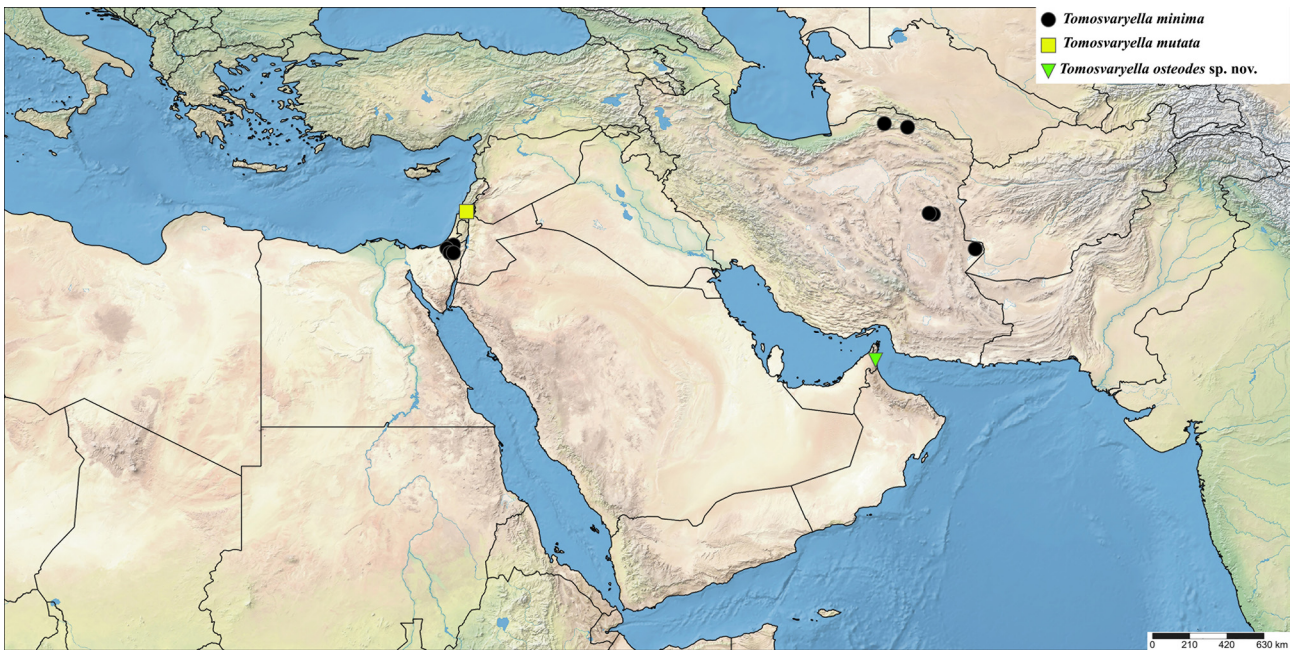 Tomosvaryella minima
Tomosvaryella mutata
Tomosvaryella osteodes sp. nov.
0 210 420 630 km